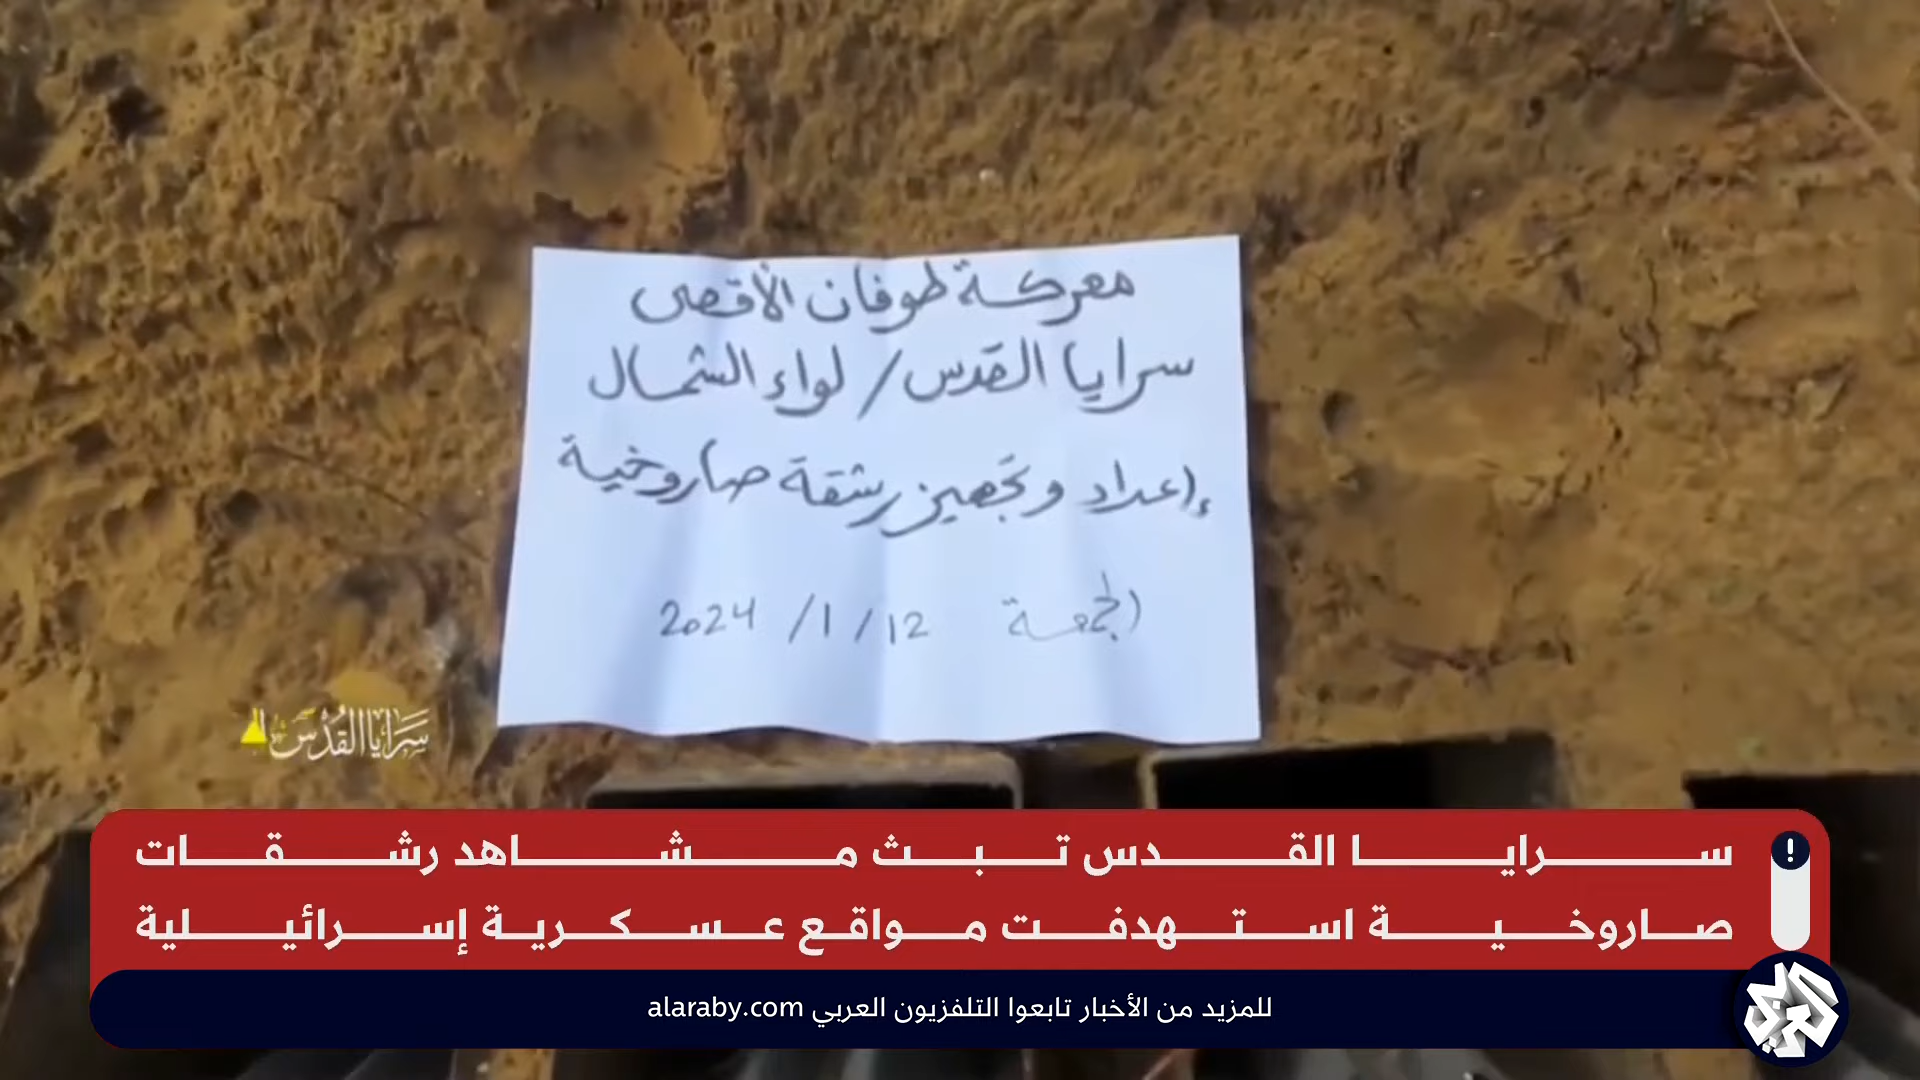 معركة طوفان الأقصى
سرايا القدس / لواء الشمال
إعداد وتجهيز رشقة صاروخية
الجمعة 12 / 1 / 2024
سرايا القدس
سرايا القدس تبث مشاهد رشقات
صاروخية استهدفت مواقع عسكرية إسرائيلية
للمزيد من الأخبار تابعوا التلفزيون العربي alaraby.com
العربي